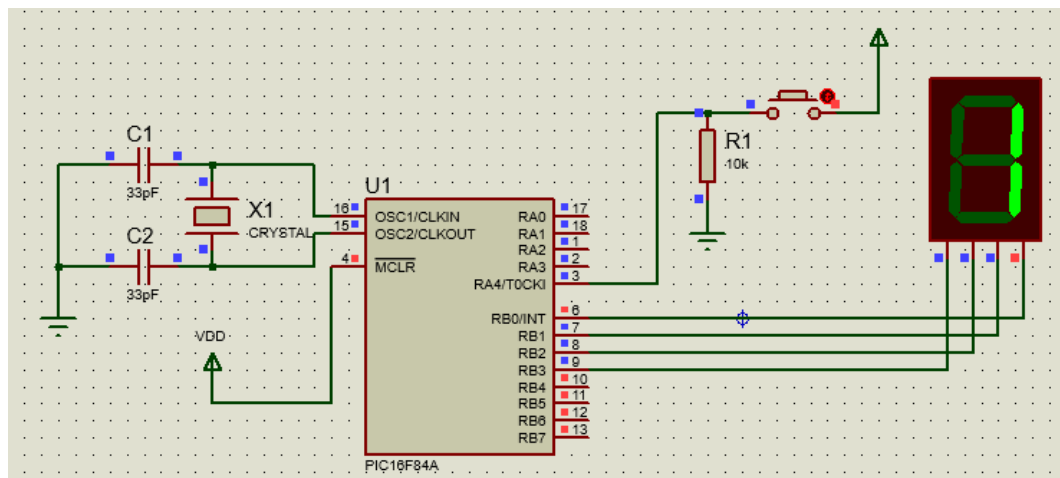 C1
33pF
X1
CRYSTAL
C2
33pF
VDD
U1
16
OSC1/CLKIN
15
OSC2/CLKOUT
4
MCLR
RA0
17
RA1
18
RA2
1
RA3
2
RA4/T0CKI
3
RB0/INT
6
RB1
7
RB2
8
RB3
9
RB4
10
RB5
11
RB6
12
RB7
13
PIC16F84A
R1
10k
1